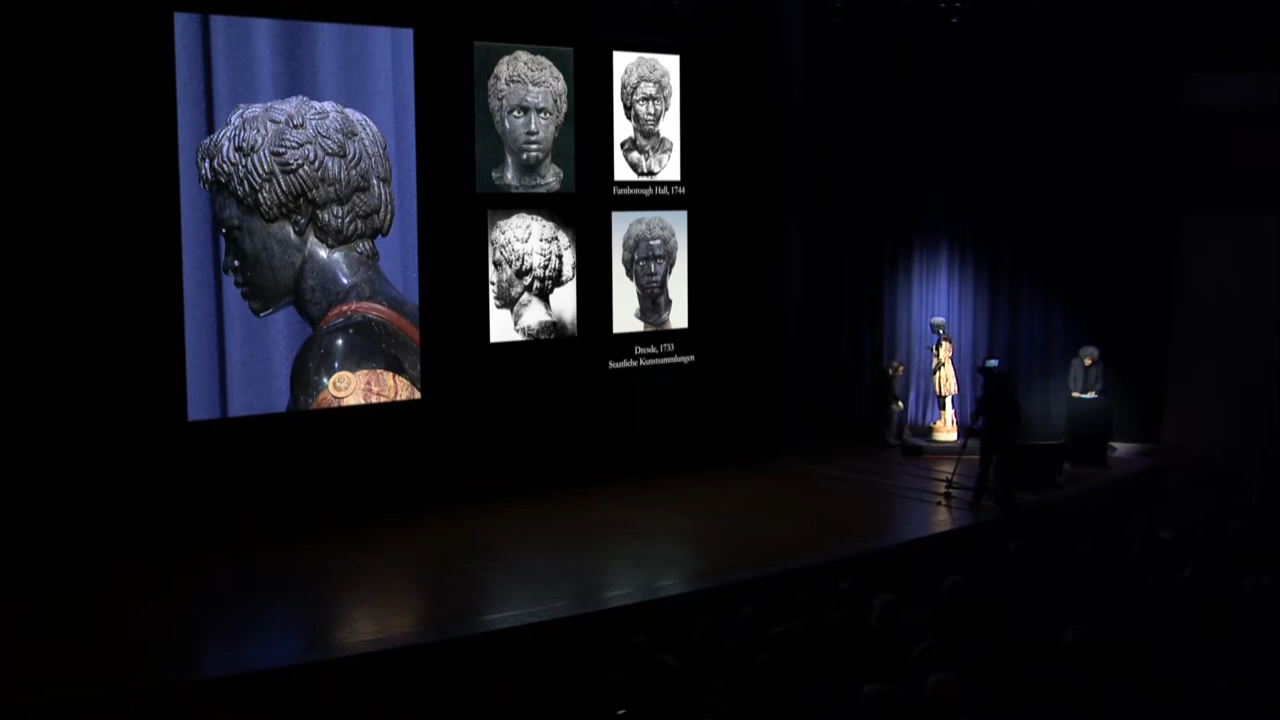 Farnborough Hall, 1744
Dresde, 1733
Staatliche Kunstsammlungen